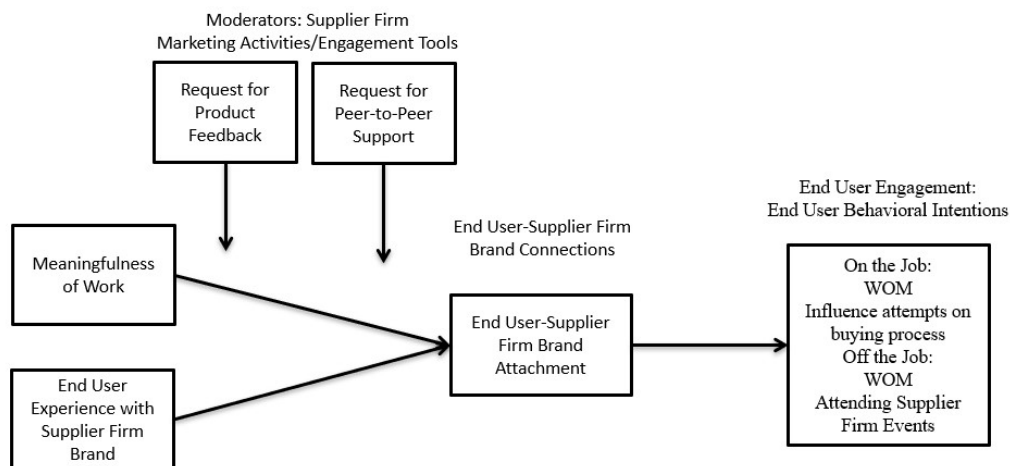 Moderators: Supplier Firm
Marketing Activities/Engagement Tools
Request for
Product
Feedback
Request for
Peer-to-Peer
Support
End User Engagement:
End User Behavioral Intentions
End User-Supplier Firm
Brand Connections
Meaningfulness
of Work
End User-Supplier
Firm Brand
Attachment
On the Job:
WOM
Influence attempts on
buying process
Off the Job:
WOM
Attending Supplier
Firm Events
End User
Experience with
Supplier Firm
Brand